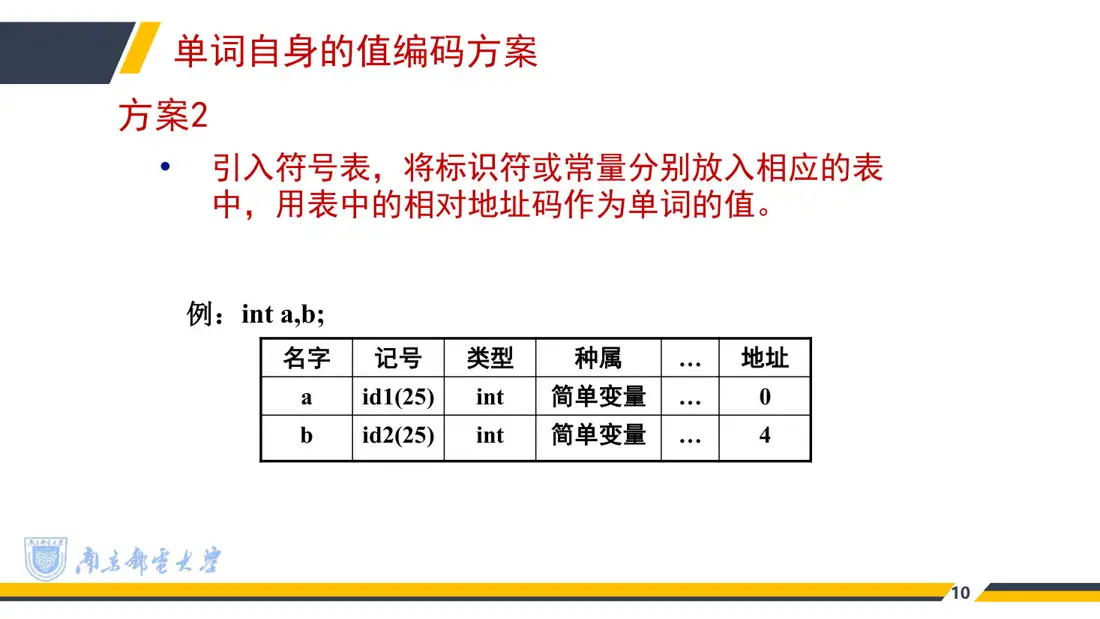 单词自身的值编码方案
方案2
• 引入符号表，将标识符或常量分别放入相应的表
中，用表中的相对地址码作为单词的值。
例：int a,b;
名字 记号 类型 种属 … 地址
a id1(25) int 简单变量 … 0
b id2(25) int 简单变量 … 4
南京邮电大学
10